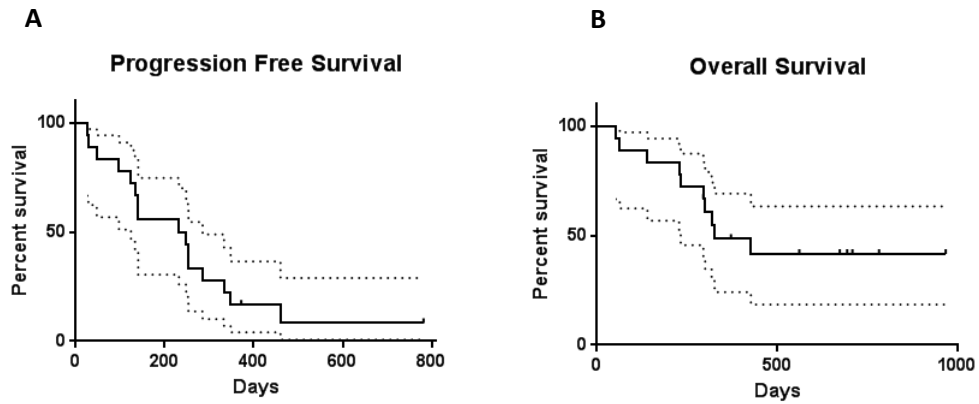 A
Progression Free Survival
Percent survival
100
50
0
0 200 400 600 800
Days
B
Overall Survival
Percent survival
100
50
0
0 500 1000
Days